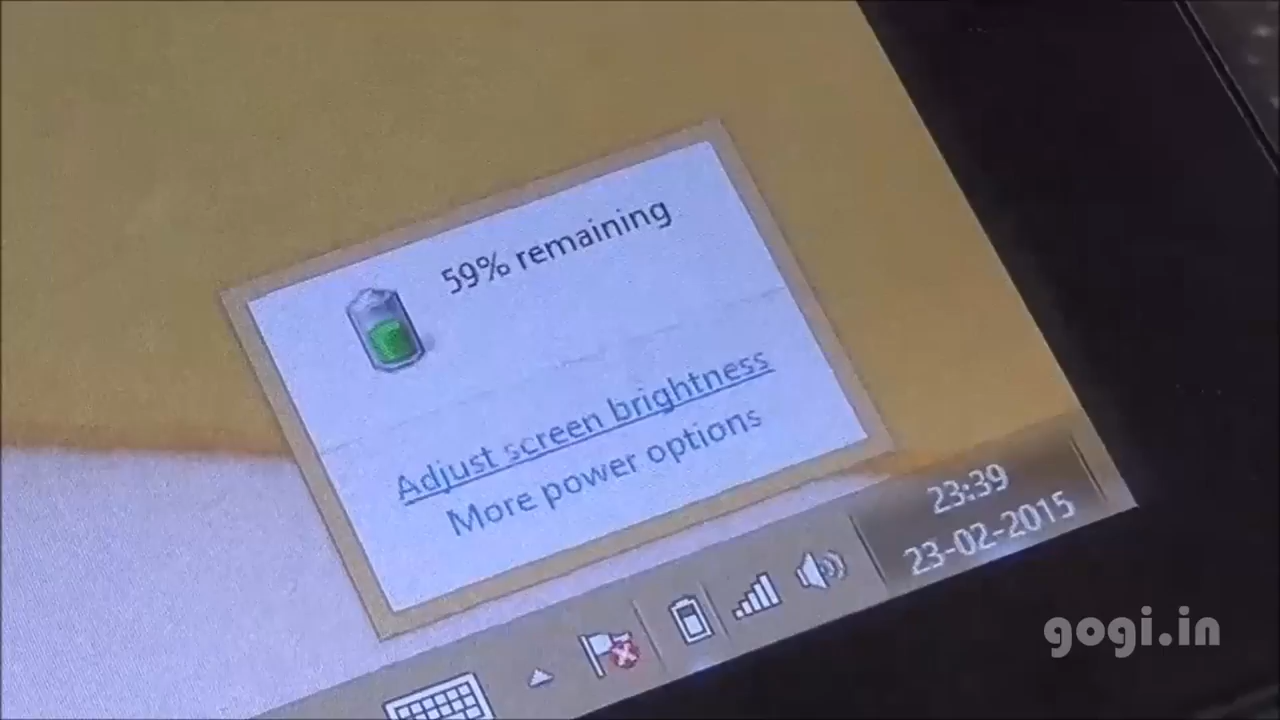 59% remaining
Adjust screen brightness
More power options
23:39
23-02-2015
gogi.in